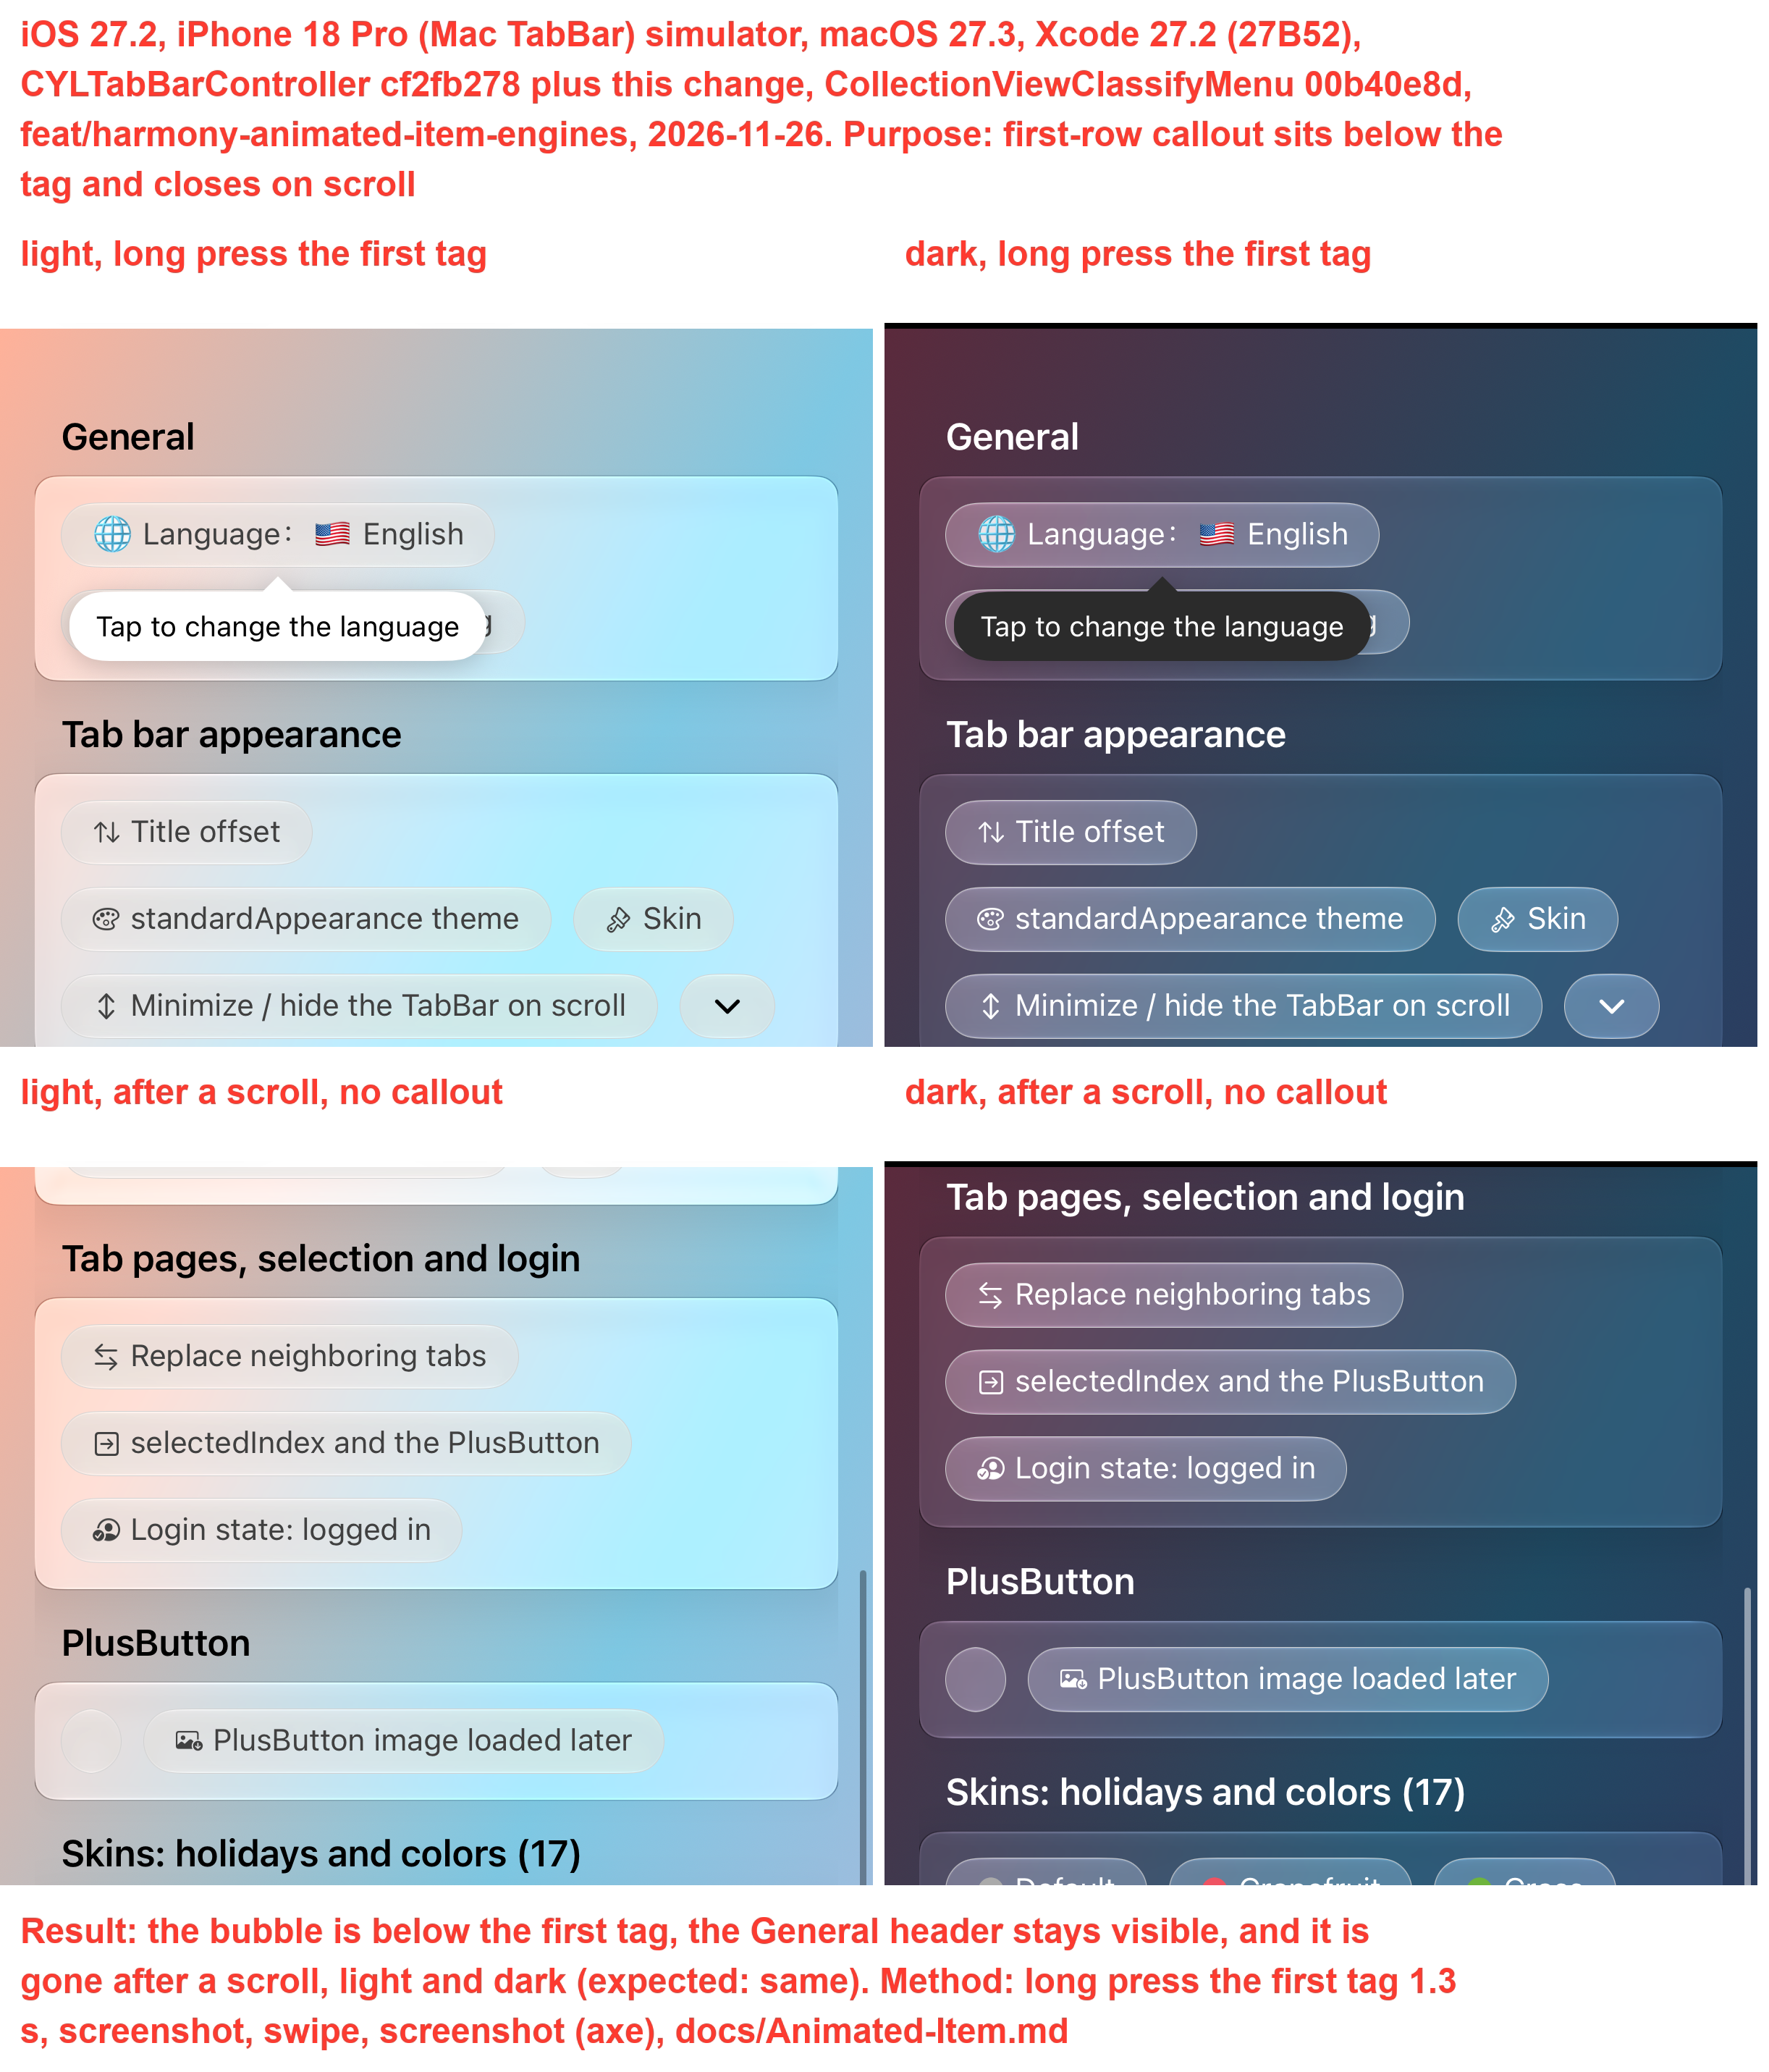 iOS 27.2, iPhone 18 Pro (Mac TabBar) simulator, macOS 27.3, Xcode 27.2 (27B52),
CYLTabBarController cf2fb278 plus this change, CollectionViewClassifyMenu 00b40e8d,
feat/harmony-animated-item-engines, 2026-11-26. Purpose: first-row callout sits below the
tag and closes on scroll
light, long press the first tag
dark, long press the first tag
General
Language: English
Tap to change the language
g
Tab bar appearance
Title offset
standardAppearance theme
Skin
Minimize / hide the TabBar on scroll
General
Language: English
Tap to change the language
g
Tab bar appearance
Title offset
standardAppearance theme
Skin
Minimize / hide the TabBar on scroll
light, after a scroll, no callout
dark, after a scroll, no callout
Tab pages, selection and login
Replace neighboring tabs
selectedIndex and the PlusButton
Login state: logged in
PlusButton
PlusButton image loaded later
Skins: holidays and colors (17)
Tab pages, selection and login
Replace neighboring tabs
selectedIndex and the PlusButton
Login state: logged in
PlusButton
PlusButton image loaded later
Skins: holidays and colors (17)
Default
Grapefruit
Result: the bubble is below the first tag, the General header stays visible, and it is
gone after a scroll, light and dark (expected: same). Method: long press the first tag 1.3
s, screenshot, swipe, screenshot (axe), docs/Animated-Item.md